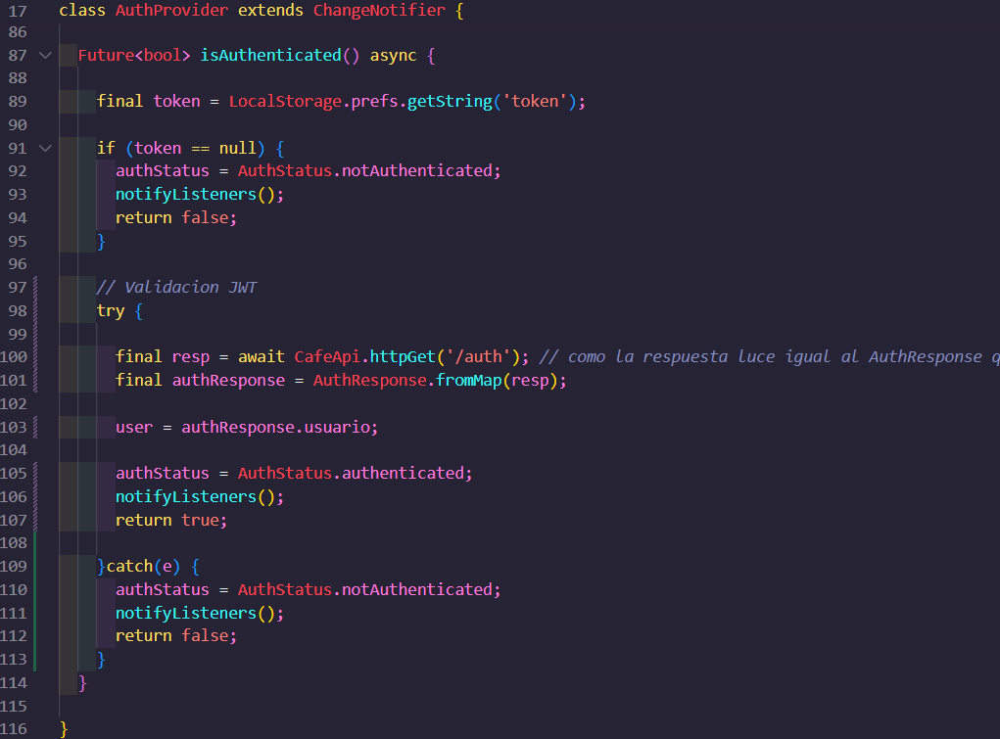 17 class AuthProvider extends ChangeNotifier {
86
87 Future<bool> isAuthenticated() async {
88
89 final token = LocalStorage.prefs.getString('token');
90
91 if (token == null) {
92 authStatus = AuthStatus.notAuthenticated;
93 notifyListeners();
94 return false;
95 }
96
97 // Validacion JWT
98 try {
99
100 final resp = await CafeApi.httpGet('/auth'); // como la respuesta luce igual al AuthResponse q
101 final authResponse = AuthResponse.fromMap(resp);
102
103 user = authResponse.usuario;
104
105 authStatus = AuthStatus.authenticated;
106 notifyListeners();
107 return true;
108
109 }catch(e) {
110 authStatus = AuthStatus.notAuthenticated;
111 notifyListeners();
112 return false;
113 }
114 }
115
116 }